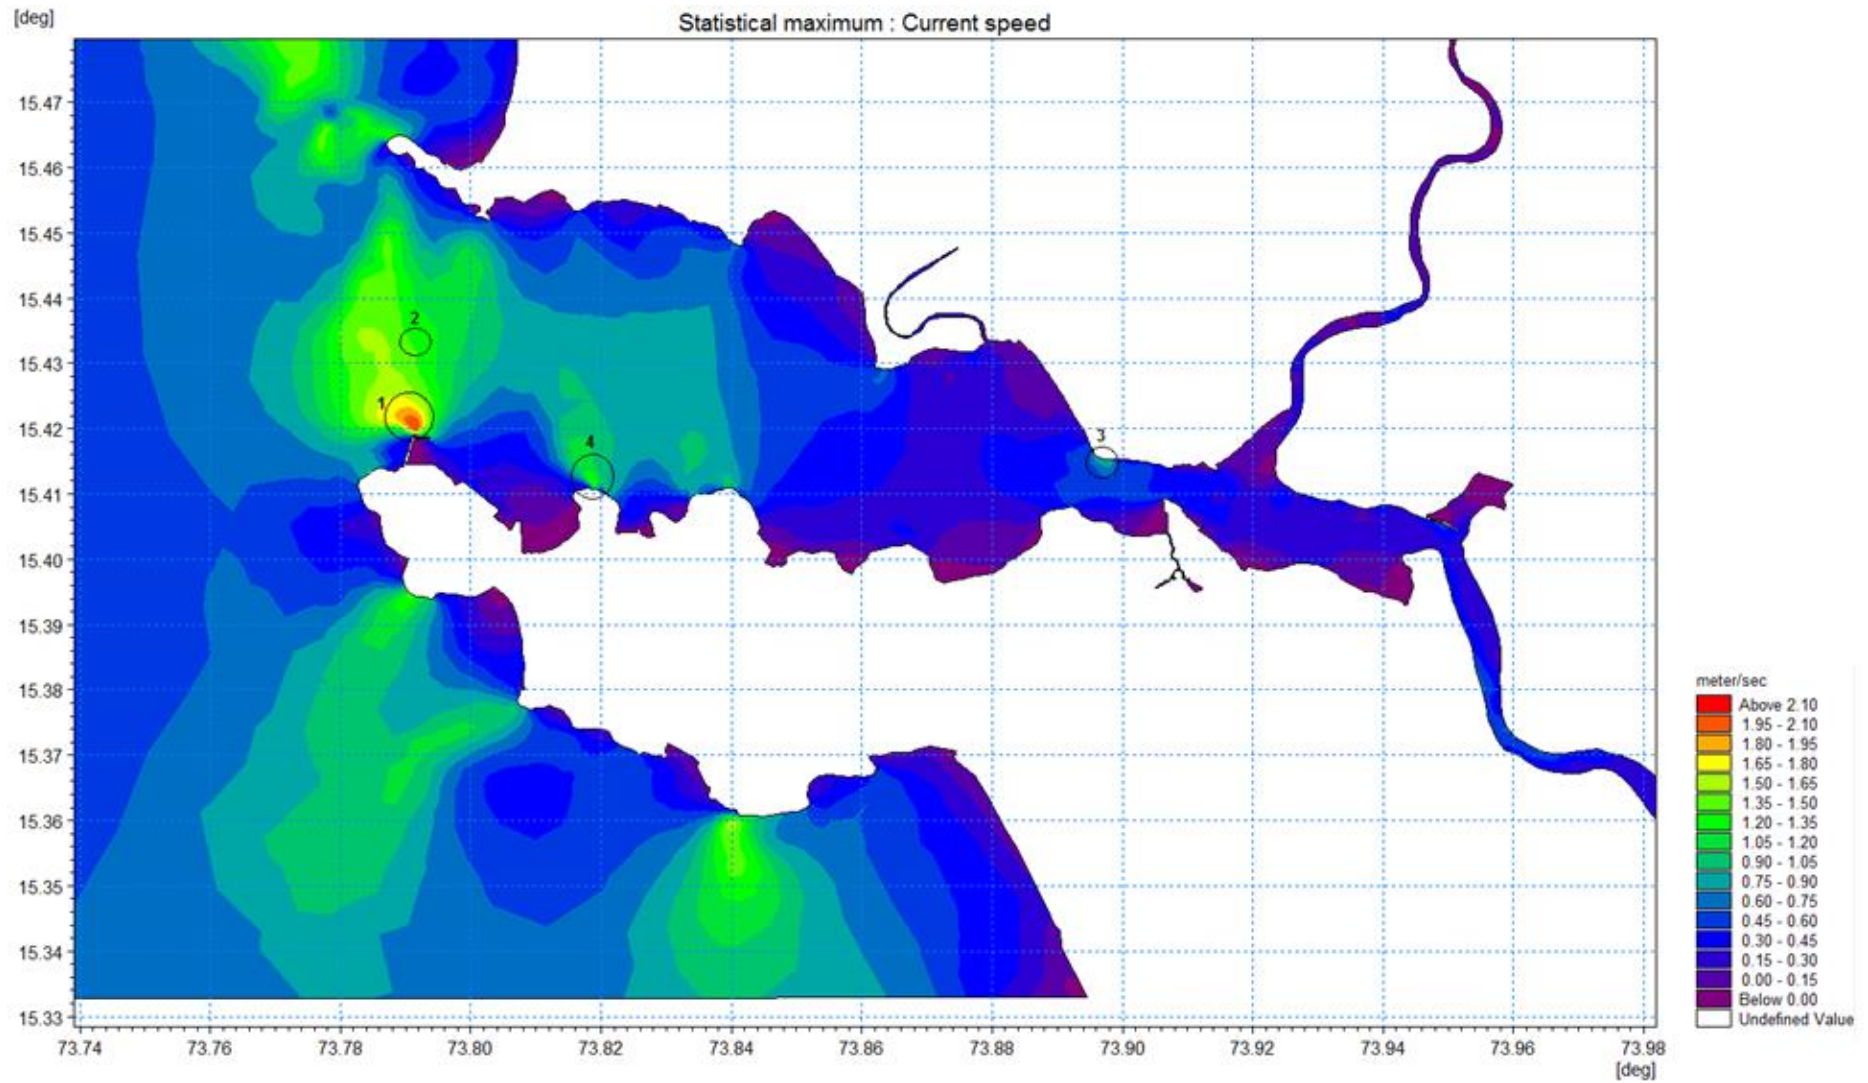 [deg]
Statistical maximum : Current speed
15.47
15.46
15.45
15.44
15.43
15.42
15.41
15.40
15.39
15.38
15.37
15.36
15.35
15.34
15.33
2
1
4
3
73.74 73.76 73.78 73.80 73.82 73.84 73.86 73.88 73.90 73.92 73.94 73.96 73.98
[deg]
meter/sec
Above 2.10
1.95 - 2.10
1.80 - 1.95
1.65 - 1.80
1.50 - 1.65
1.35 - 1.50
1.20 - 1.35
1.05 - 1.20
0.90 - 1.05
0.75 - 0.90
0.60 - 0.75
0.45 - 0.60
0.30 - 0.45
0.15 - 0.30
0.00 - 0.15
Below 0.00
Undefined Value